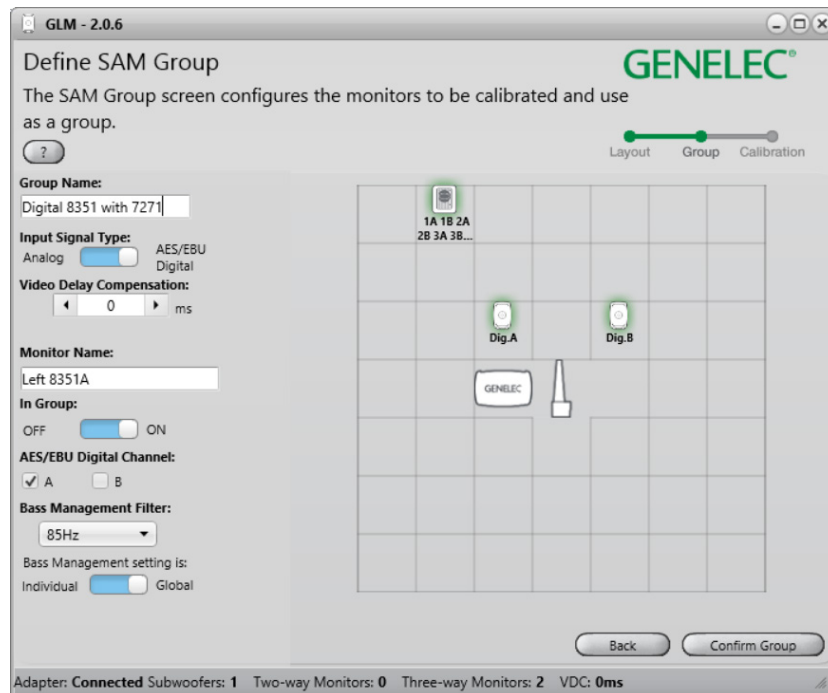 GLM - 2.0.6
Define SAM Group
GENELEC®
The SAM Group screen configures the monitors to be calibrated and use
as a group.
?
Layout Group Calibration
Group Name:
Digital 8351 with 7271
Input Signal Type:
Analog AES/EBU
Digital
Video Delay Compensation:
0 ms
Monitor Name:
Left 8351A
In Group:
OFF ON
AES/EBU Digital Channel:
A B
Bass Management Filter:
85Hz
Bass Management setting is:
Individual Global
1A 1B 2A
2B 3A 3B...
Dig.A Dig.B
GENELEC
Back Confirm Group
Adapter: Connected Subwoofers: 1 Two-way Monitors: 0 Three-way Monitors: 2 VDC: 0ms